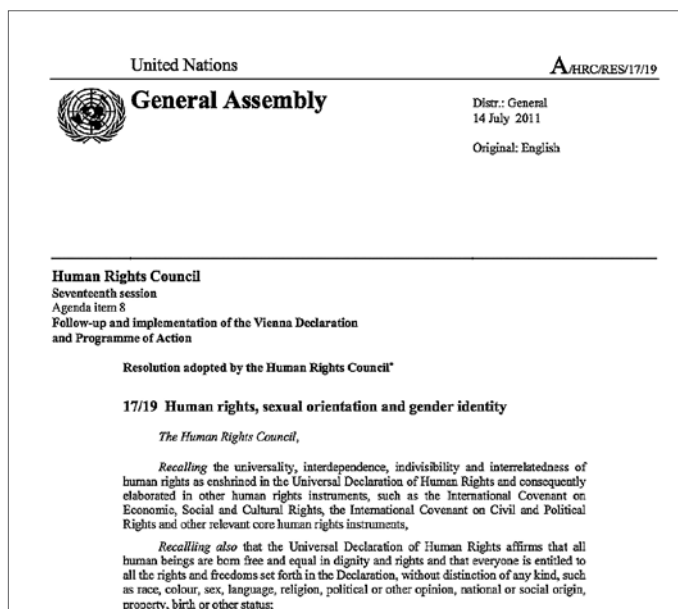 United Nations
A/HRC/RES/17/19
General Assembly
Distr.: General
14 July 2011
Original: English
Human Rights Council
Seventeenth session
Agenda item 8
Follow-up and implementation of the Vienna Declaration
and Programme of Action
Resolution adopted by the Human Rights Council*
17/19 Human rights, sexual orientation and gender identity
The Human Rights Council,
Recalling the universality, interdependence, indivisibility and interrelatedness of
human rights as enshrined in the Universal Declaration of Human Rights and consequently
elaborated in other human rights instruments, such as the International Covenant on
Economic, Social and Cultural Rights, the International Covenant on Civil and Political
Rights and other relevant core human rights instruments,
Recalliing also that the Universal Declaration of Human Rights affirms that all
human beings are born free and equal in dignity and rights and that everyone is entitled to
all the rights and freedoms set forth in the Declaration, without distinction of any kind, such
as race, colour, sex, language, religion, political or other opinion, national or social origin,
property, birth or other status;